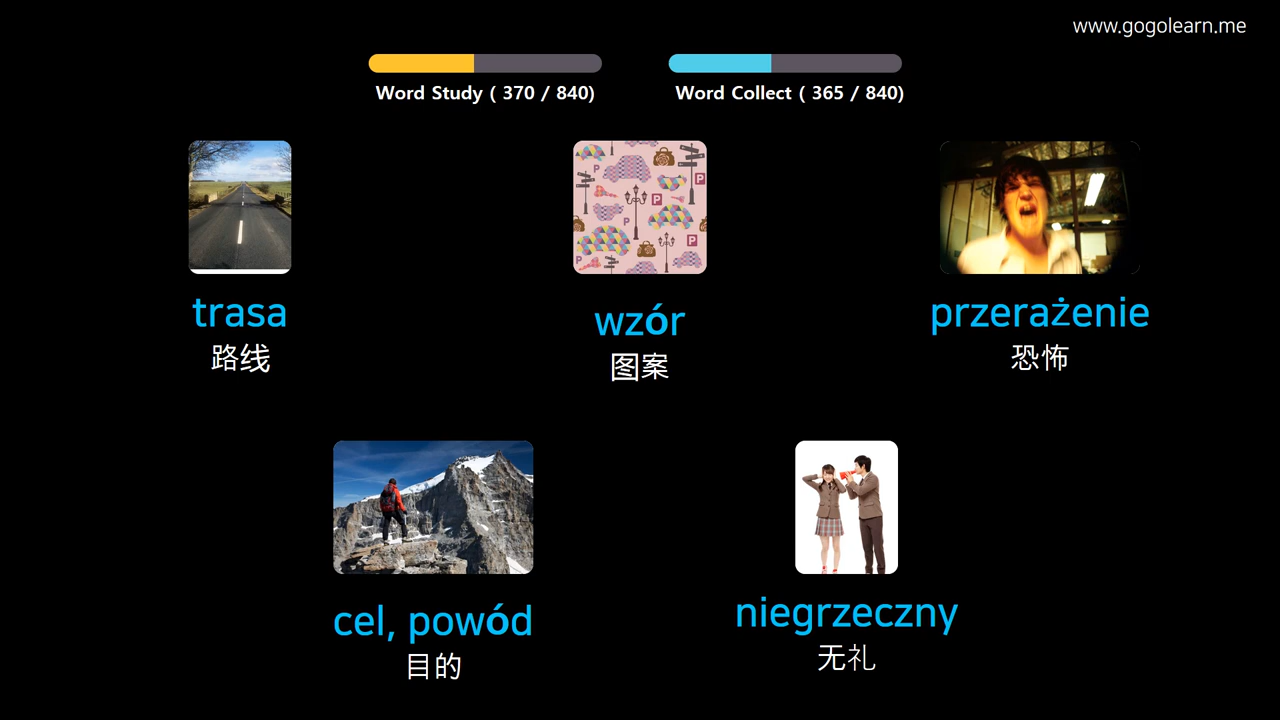 www.gogolearn.me
Word Study ( 370 / 840)
Word Collect ( 365 / 840)
trasa
路线
wzór
图案
przerażenie
恐怖
cel, powód
目的
niegrzeczny
无礼